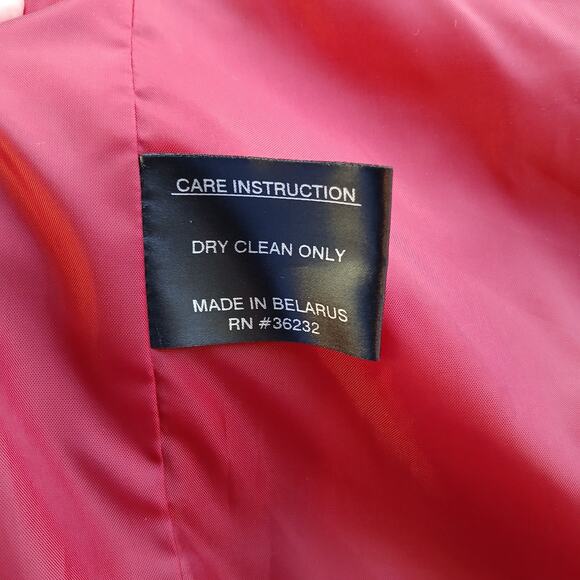 CARE INSTRUCTION
DRY CLEAN ONLY
MADE IN BELARUS
RN #36232